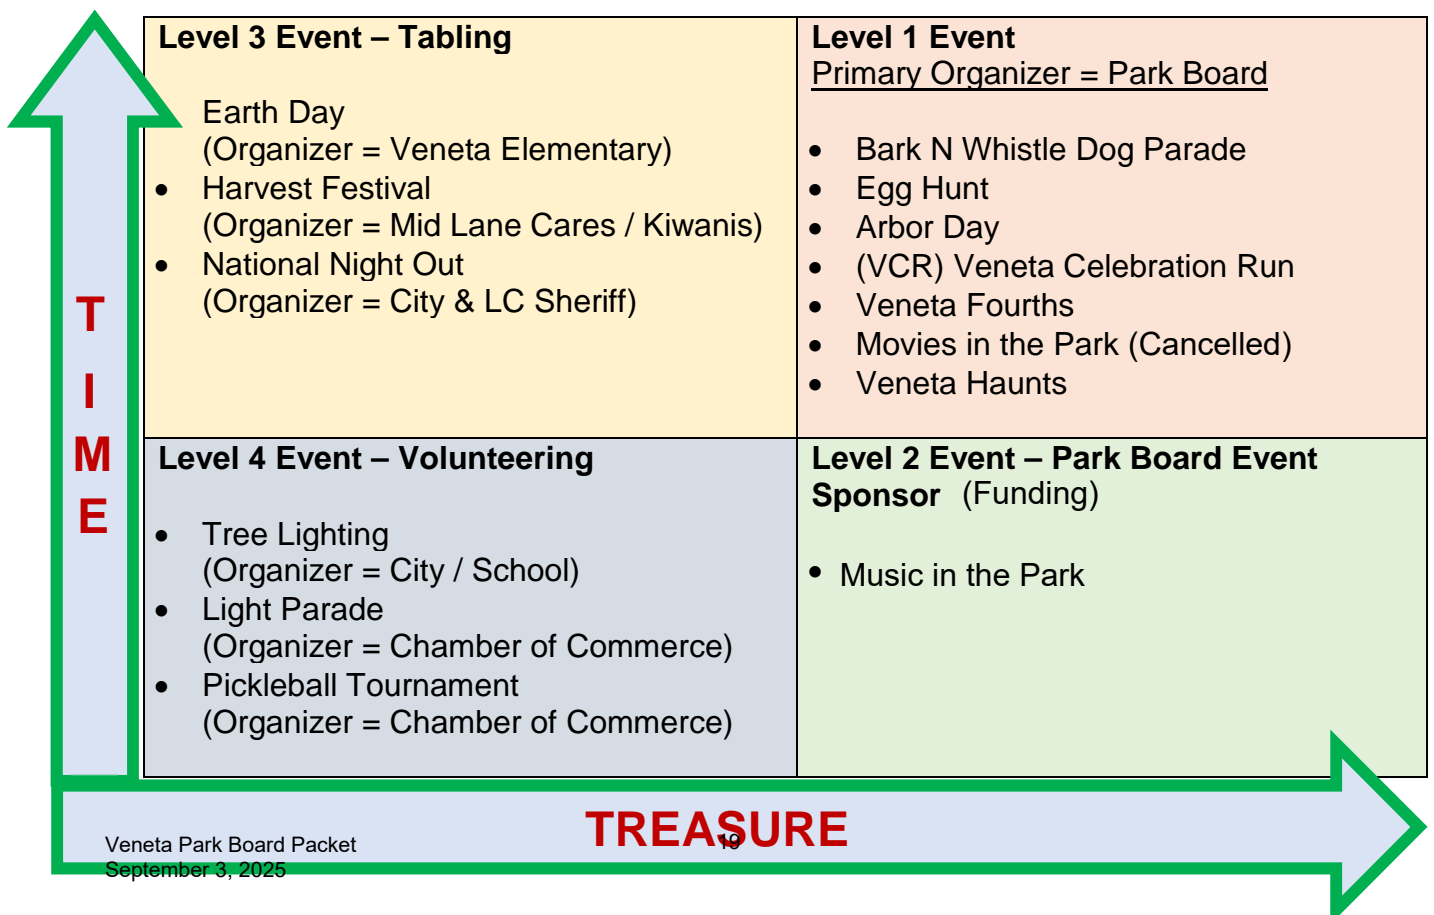 Level 3 Event – Tabling
Earth Day
(Organizer = Veneta Elementary)
• Harvest Festival
(Organizer = Mid Lane Cares / Kiwanis)
• National Night Out
(Organizer = City & LC Sheriff)
Level 1 Event
Primary Organizer = Park Board
• Bark N Whistle Dog Parade
• Egg Hunt
• Arbor Day
• (VCR) Veneta Celebration Run
• Veneta Fourths
• Movies in the Park (Cancelled)
• Veneta Haunts
T
I
M
E
Level 4 Event – Volunteering
• Tree Lighting
(Organizer = City / School)
• Light Parade
(Organizer = Chamber of Commerce)
• Pickleball Tournament
(Organizer = Chamber of Commerce)
Level 2 Event – Park Board Event
Sponsor (Funding)
• Music in the Park
TREASURE
Veneta Park Board Packet
September 3, 2025
19